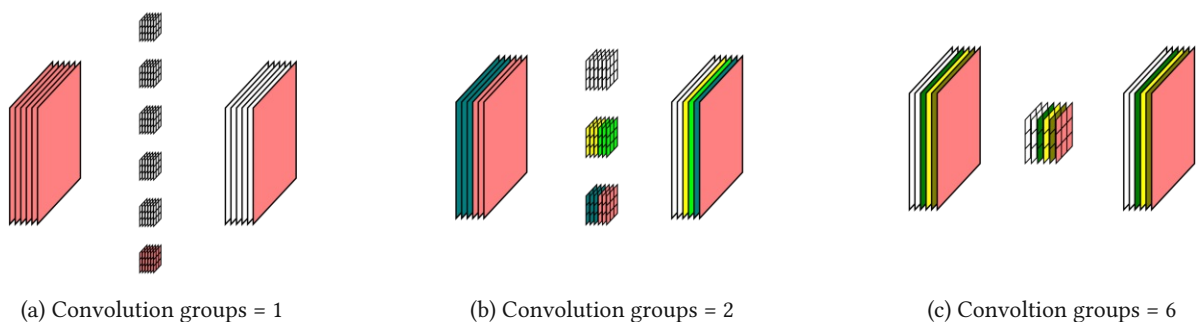 (a) Convolution groups = 1
(b) Convolution groups = 2
(c) Convoltion groups = 6